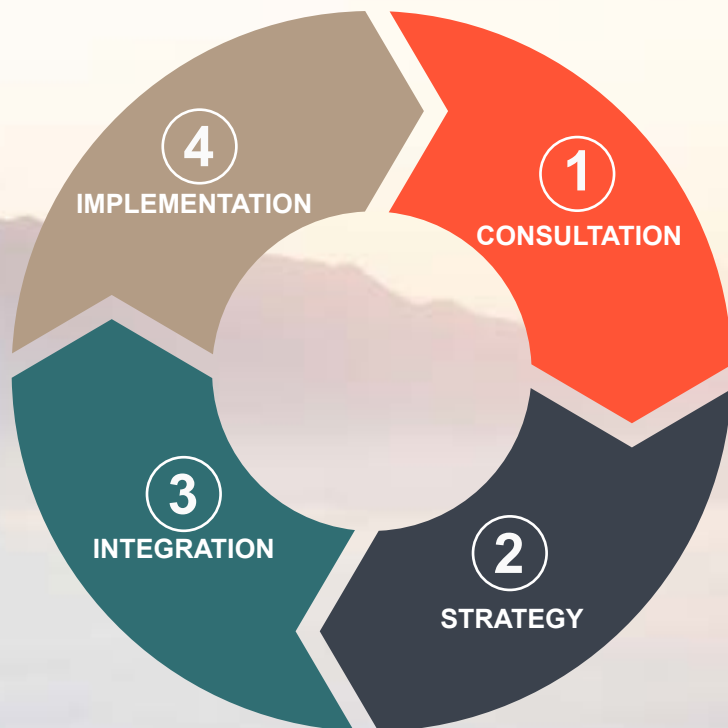 1
CONSULTATION
2
STRATEGY
3
INTEGRATION
4
IMPLEMENTATION